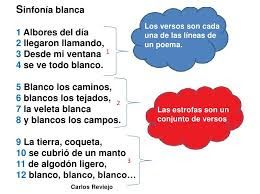 Sinfonía blanca
1 Albores del día
2 llegaron llamando,
3 Desde mi ventana
4 se ve todo blanco.
1
5 Blanco los caminos,
6 blancos los tejados,
7 la veleta blanca
8 y blancos los campos.
2
9 La tierra, coqueta,
10 se cubrió de un manto
11 de algodón ligero,
12 blanco, blanco, blanco…
3
Carlos Reviejo
Los versos son cada
una de las líneas de
un poema.
Las estrofas son un
conjunto de versos